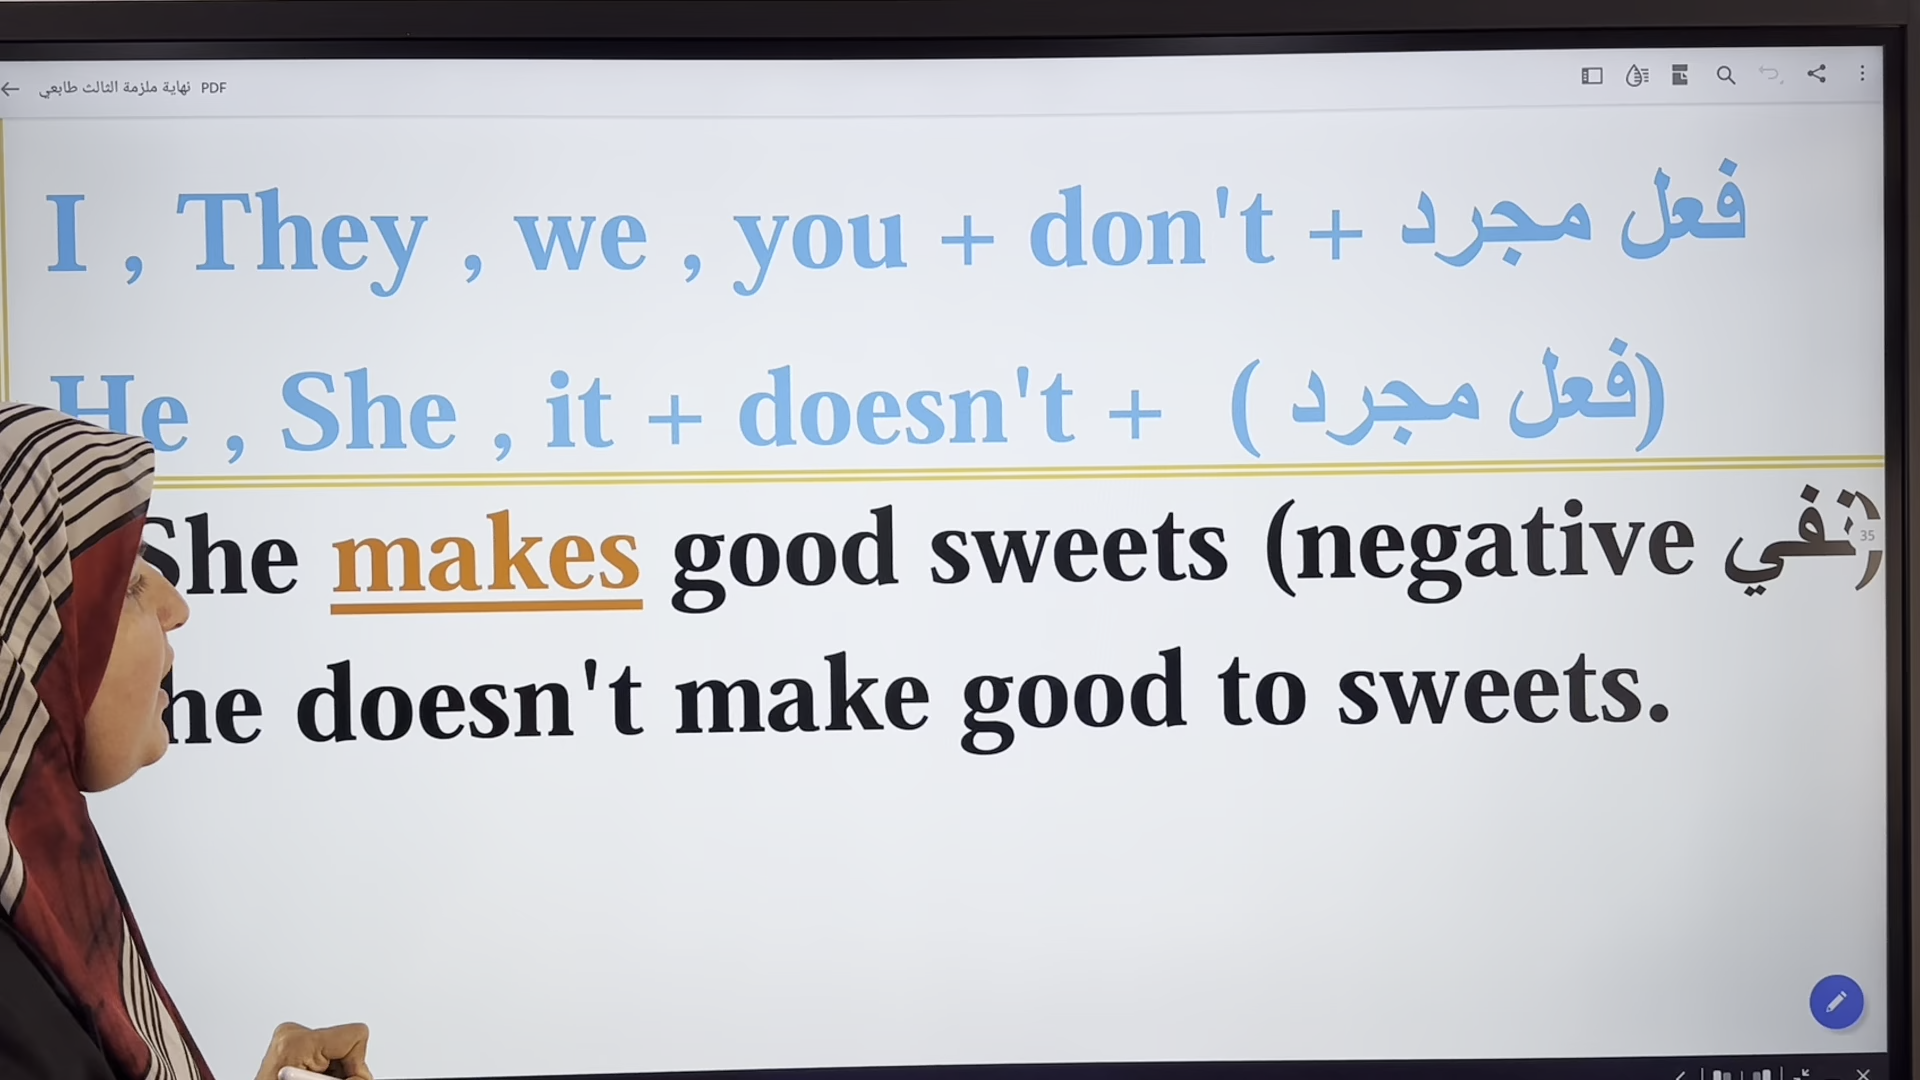 نهاية ملزمة الثالث طابعي PDF
I , They , we , you + don't + فعل مجرد
He , She , it + doesn't + (فعل مجرد )
She makes good sweets (negative نفي)
35
he doesn't make good to sweets.